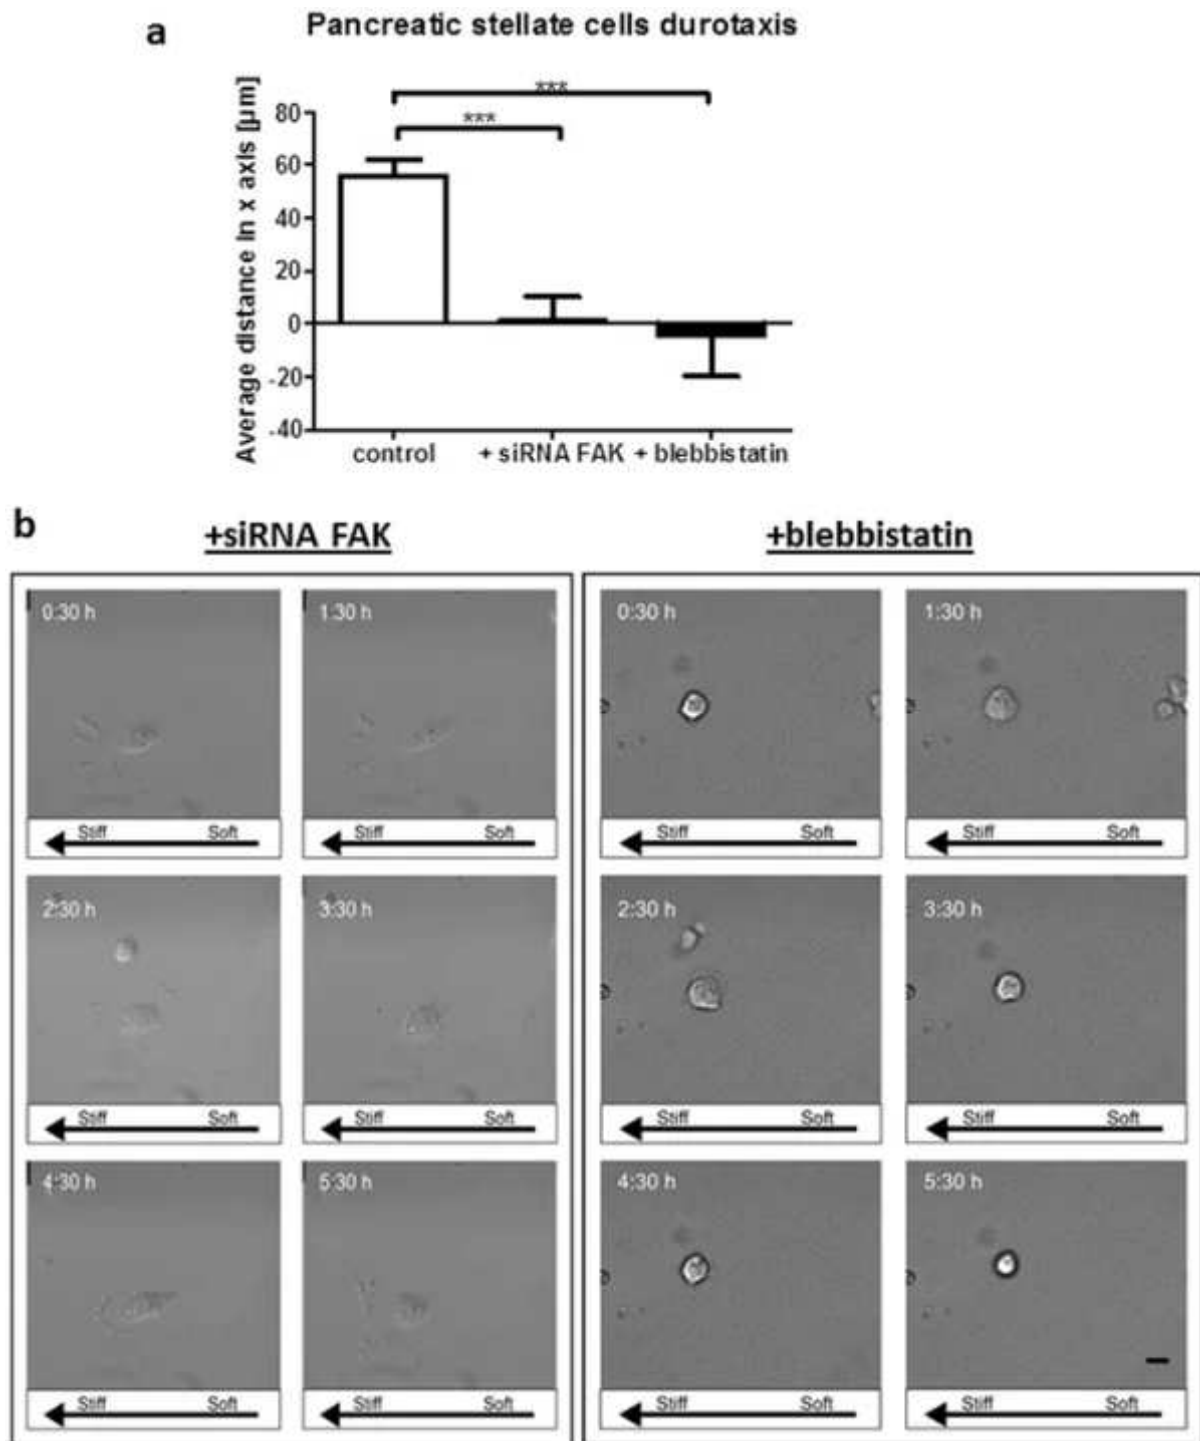 a
Pancreatic stellate cells durotaxis
Average distance in x axis [µm]
***
***
80
60
40
20
0
-20
-40
control + siRNA FAK + blebbistatin
b
+siRNA FAK
+blebbistatin
0:30 h 1:30 h 0:30 h 1:30 h
Stiff Soft Stiff Soft Stiff Soft Stiff Soft
2:30 h 3:30 h 2:30 h 3:30 h
Stiff Soft Stiff Soft Stiff Soft Stiff Soft
4:30 h 5:30 h 4:30 h 5:30 h
Stiff Soft Stiff Soft Stiff Soft Stiff Soft